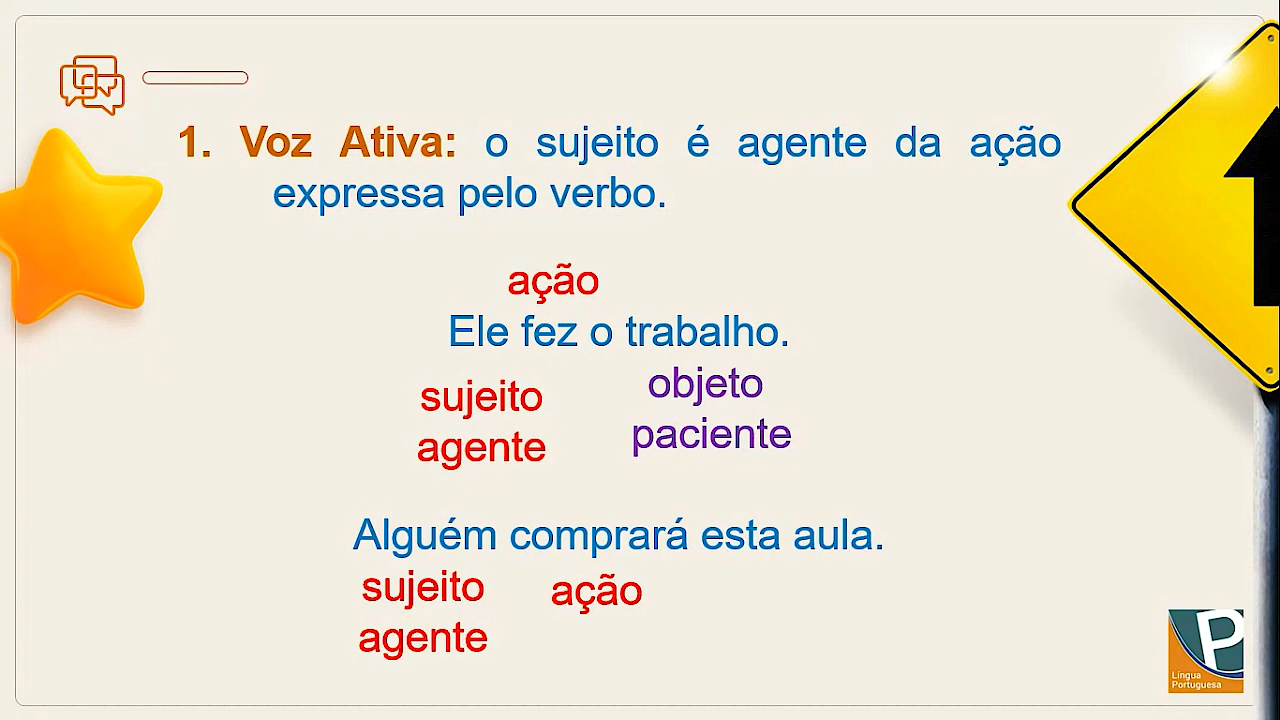 1. Voz Ativa: o sujeito é agente da ação
expressa pelo verbo.
ação
Ele fez o trabalho.
sujeito
agente
objeto
paciente
Alguém comprará esta aula.
sujeito
agente
ação
P
Língua
Portuguesa